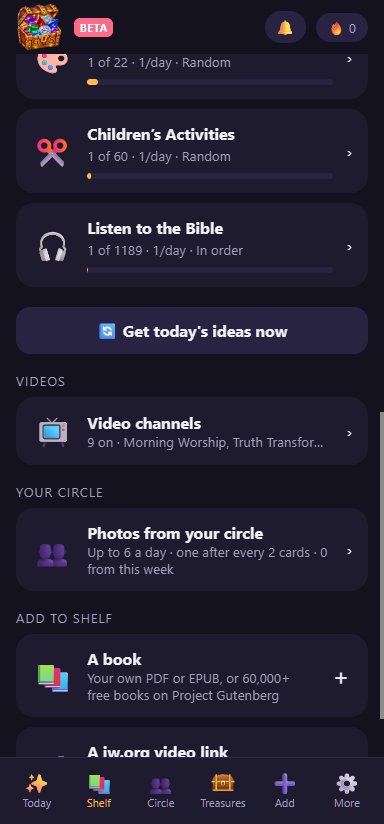 BETA
0
1 of 22 · 1/day · Random
Children's Activities
1 of 60 · 1/day · Random
Listen to the Bible
1 of 1189 · 1/day · In order
Get today's ideas now
VIDEOS
Video channels
9 on · Morning Worship, Truth Transfor...
YOUR CIRCLE
Photos from your circle
Up to 6 a day · one after every 2 cards · 0
from this week
ADD TO SHELF
A book
Your own PDF or EPUB, or 60,000+
free books on Project Gutenberg
A jw.org video link
Today
Shelf
Circle
Treasures
Add
More